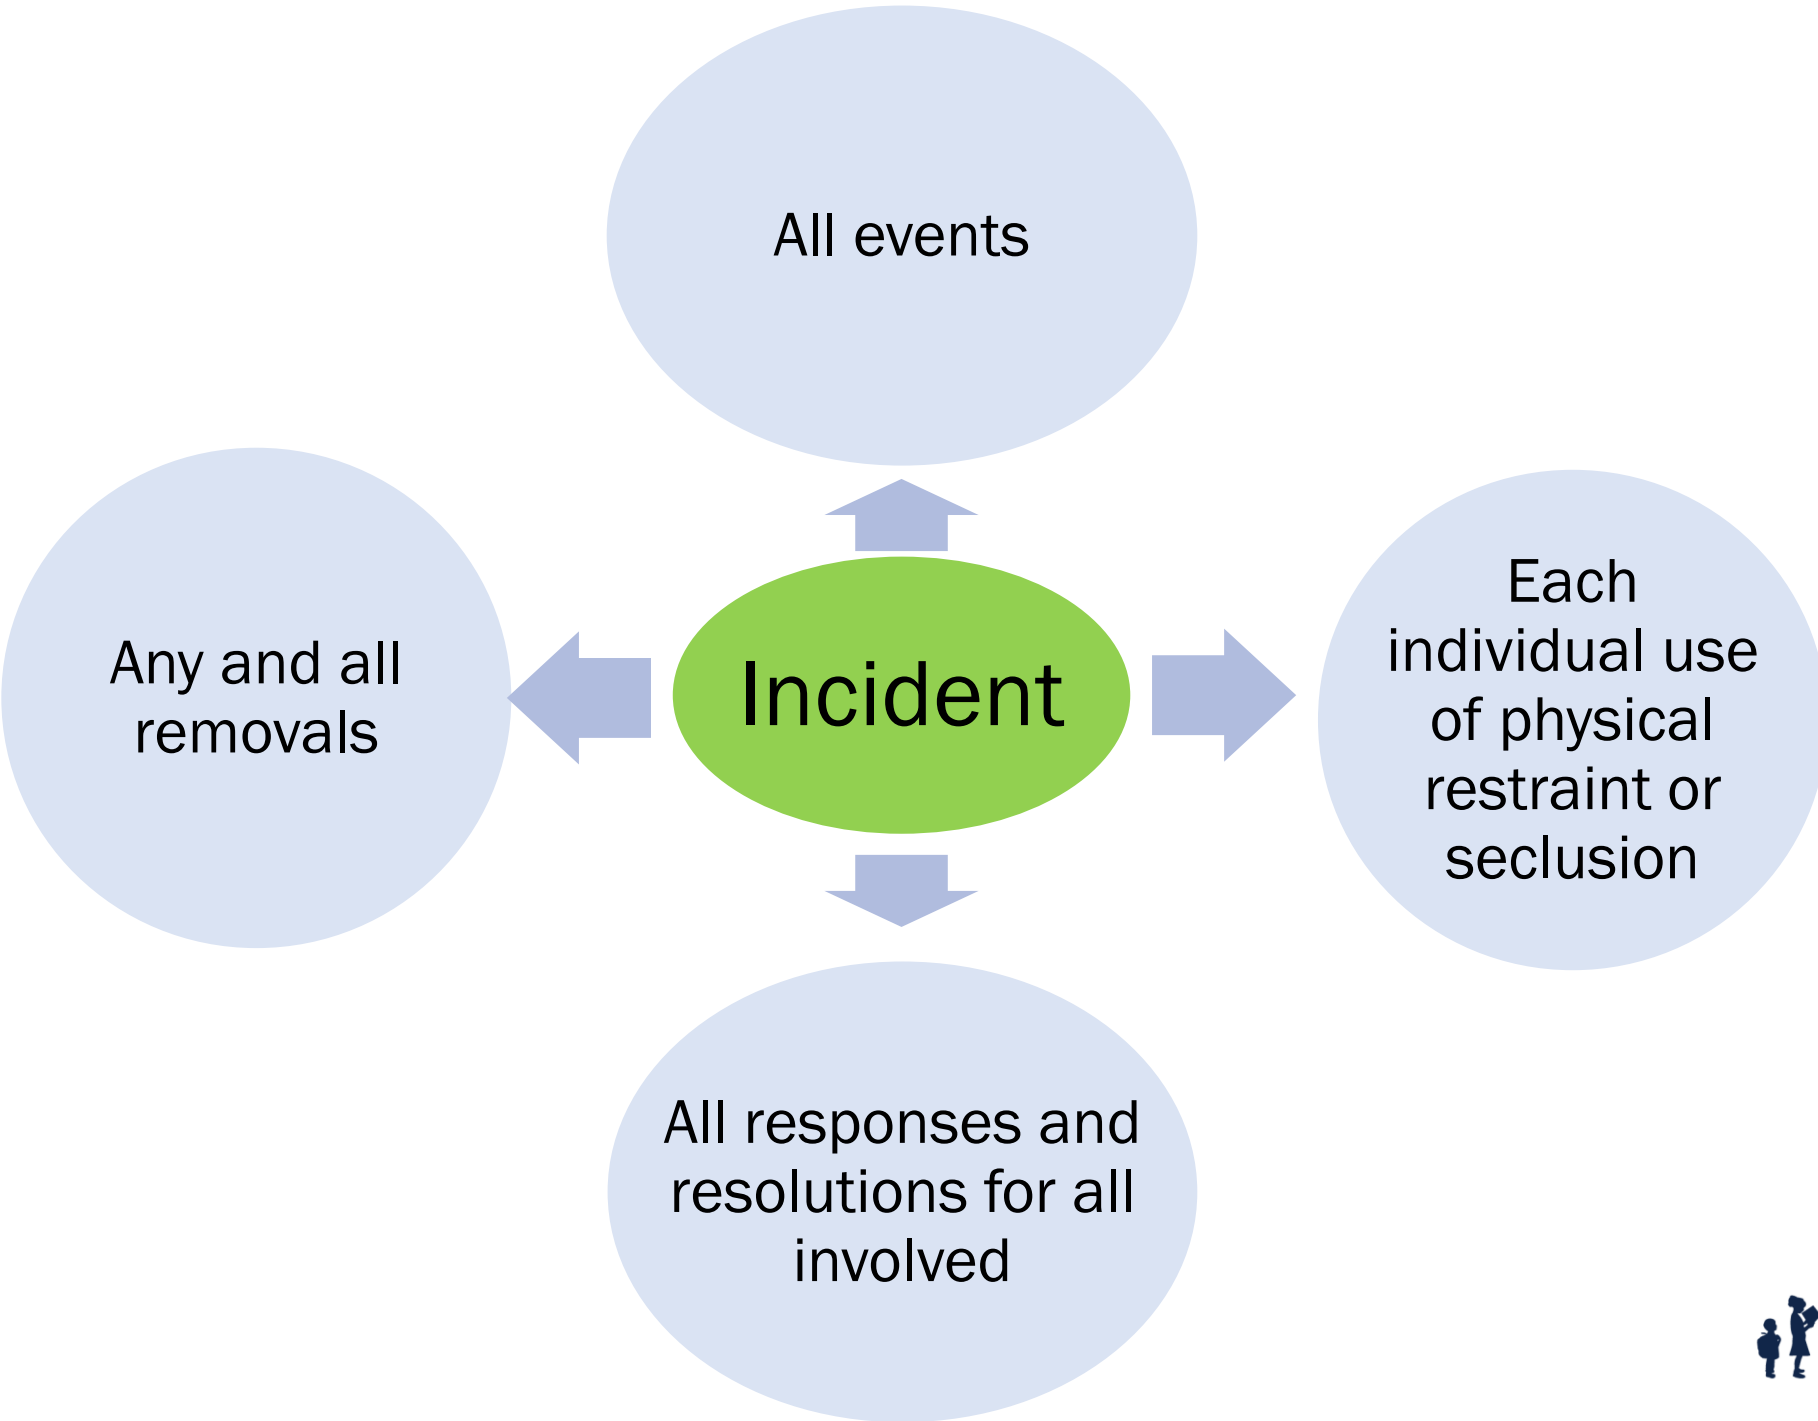 All events
Any and all
removals
Incident
Each
individual use
of physical
restraint or
seclusion
All responses and
resolutions for all
involved